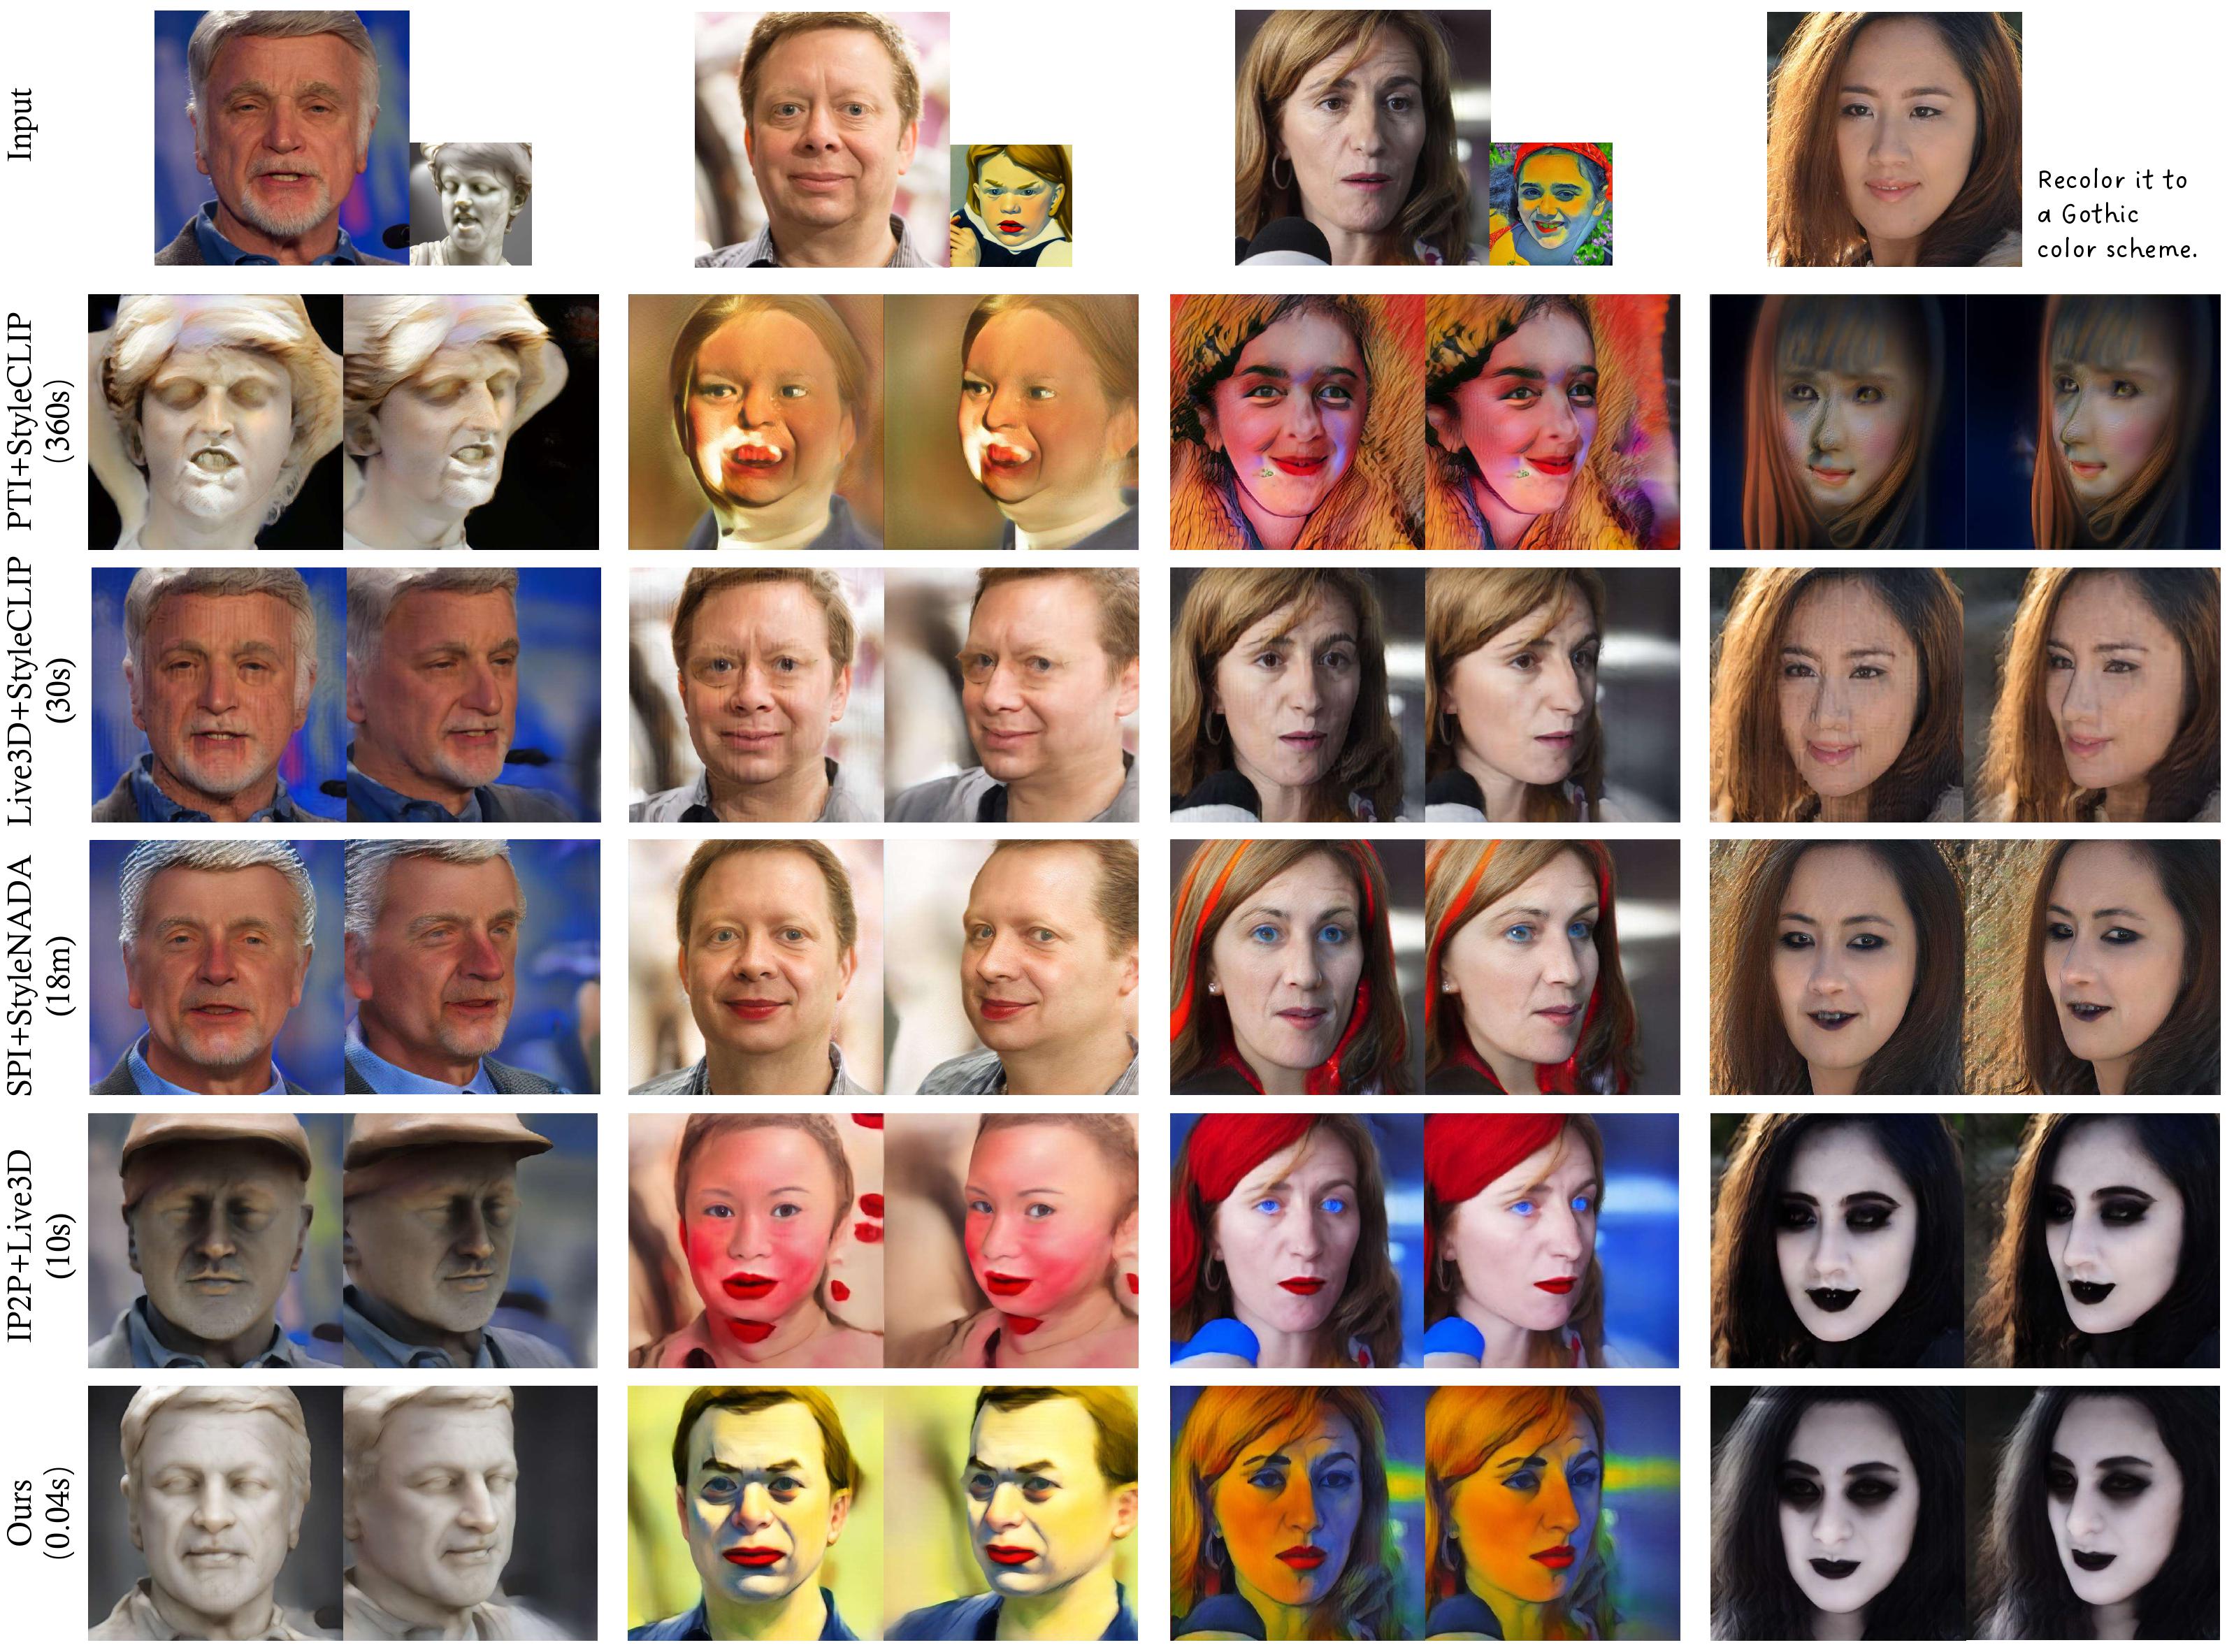 Input
Recolor it to
a Gothic
color scheme.
PTI+StyleCLIP
(360s)
Live3D+StyleCLIP
(30s)
SPI+StyleNADA
(18m)
IP2P+Live3D
(10s)
Ours
(0.04s)